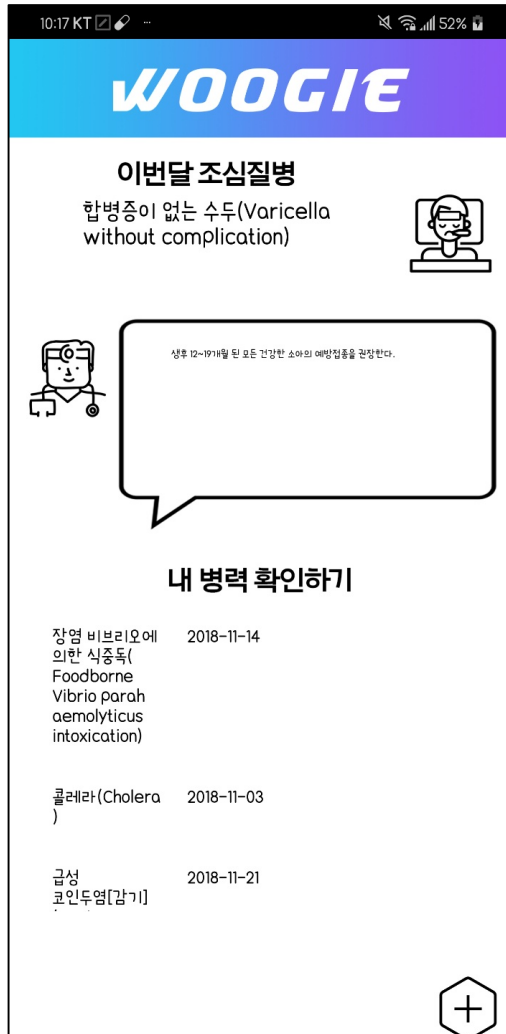 10:17 KT ... 52%
WOOGIE
이번달 조심질병
합병증이 없는 수두(Varicella
without complication)
생후 12~19개월 된 모든 건강한 소아의 예방접종을 권장한다.
내 병력 확인하기
장염 비브리오에
의한 식중독(
Foodborne
Vibrio parah
aemolyticus
intoxication)
2018-11-14
콜레라(Cholera
)
2018-11-03
급성
코인두염[감기]
2018-11-21